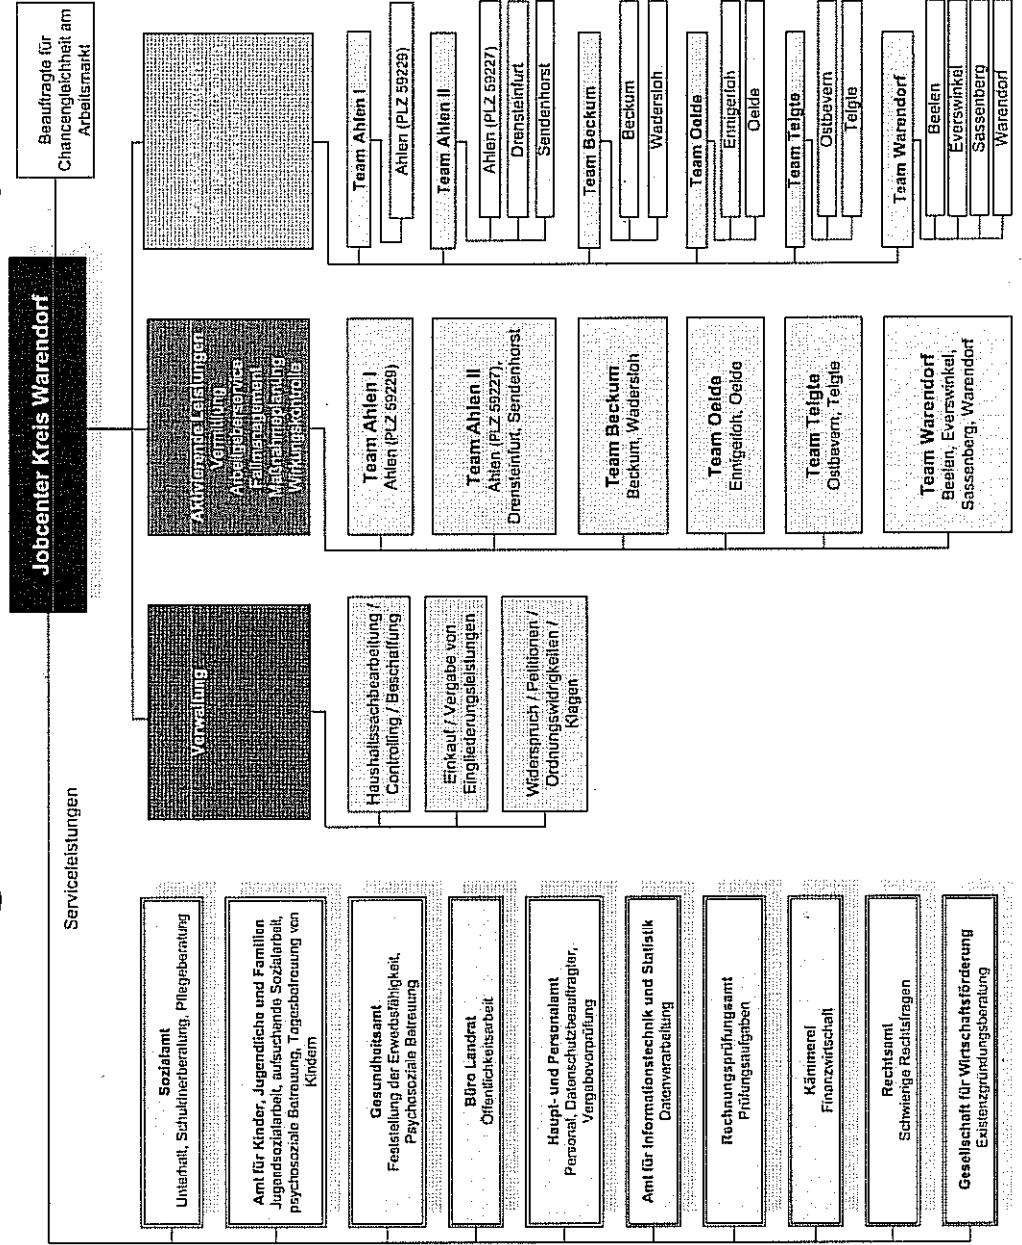 Jobcenter Kreis Warendorf
Beauftragte für
Chancengleichheit am
Arbeitsmarkt
Serviceleistungen
Sozialamt
Unterhalt, Schuldnerberatung, Pflegeberatung
Amt für Kinder, Jugendliche und Familien
Jugendsozialarbeit, aufsuchende Sozialarbeit,
psychosoziale Betreuung, Tagesbetreuung von
Kindern
Gesundheitsamt
Feststellung der Erwerbsfähigkeit,
Psychosoziale Betreuung
Büro Landrat
Öffentlichkeitsarbeit
Haupt- und Personalamt
Personal, Datenschutzbeauftragter,
Vergabevorprüfung
Amt für Informationstechnik und Statistik
Datenverarbeitung
Rechnungsprüfungsamt
Prüfungsaufgaben
Kämmerei
Finanzwirtschaft
Rechtsamt
Schwierige Rechtsfragen
Gesellschaft für Wirtschaftsförderung
Existenzgründungsberatung
Verwaltung
Haushaltssachbearbeitung /
Controlling / Beschaffung
Einkauf / Vergabe von
Eingliederungsleistungen
Widerspruch / Petitionen /
Ordnungswidrigkeiten /
Klagen
Aktivierende Leistungen
Vermittlung
Arbeitgeberservice
Fallmanagement
Maßnahmeplanung
Wirkungskontrolle
Team Ahlen I
Ahlen (PLZ 59229)
Team Ahlen II
Ahlen (PLZ 59227),
Drensteinfurt, Sendenhorst
Team Beckum
Beckum, Wadersloh
Team Oelde
Ennigerloh, Oelde
Team Telgte
Ostbevern, Telgte
Team Warendorf
Beelen, Everswinkel,
Sassenberg, Warendorf
Team Ahlen I
Ahlen (PLZ 59229)
Team Ahlen II
Ahlen (PLZ 59227)
Drensteinfurt
Sendenhorst
Team Beckum
Beckum
Wadersloh
Team Oelde
Ennigerloh
Oelde
Team Telgte
Ostbevern
Telgte
Team Warendorf
Beelen
Everswinkel
Sassenberg
Warendorf